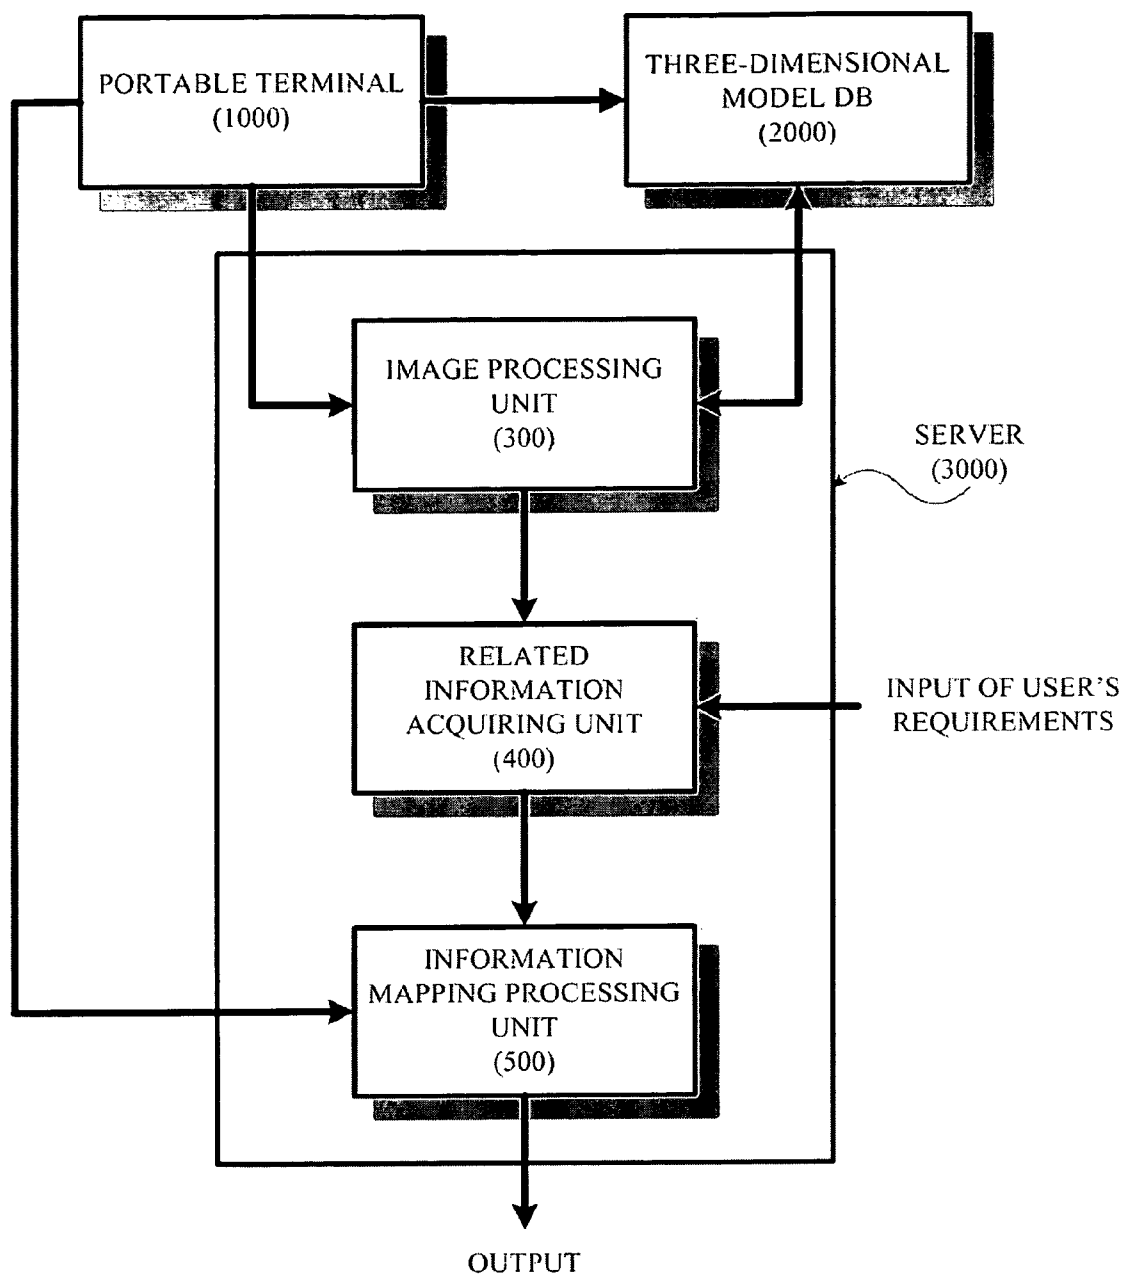 PORTABLE TERMINAL
(1000)
THREE-DIMENSIONAL
MODEL DB
(2000)
IMAGE PROCESSING
UNIT
(300)
SERVER
(3000)
RELATED
INFORMATION
ACQUIRING UNIT
(400)
INPUT OF USER'S
REQUIREMENTS
INFORMATION
MAPPING PROCESSING
UNIT
(500)
OUTPUT